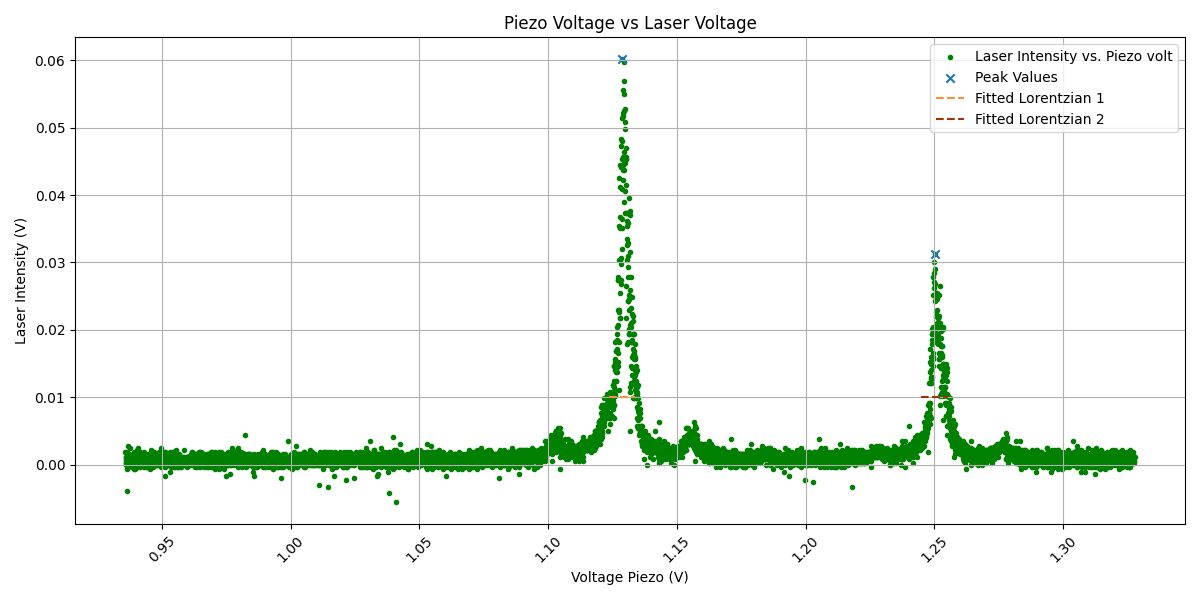 Piezo Voltage vs Laser Voltage
Laser Intensity vs. Piezo volt
Peak Values
Fitted Lorentzian 1
Fitted Lorentzian 2
Laser Intensity (V)
0.06
0.05
0.04
0.03
0.02
0.01
0.00
0.95
1.00
1.05
1.10
1.15
1.20
1.25
1.30
Voltage Piezo (V)